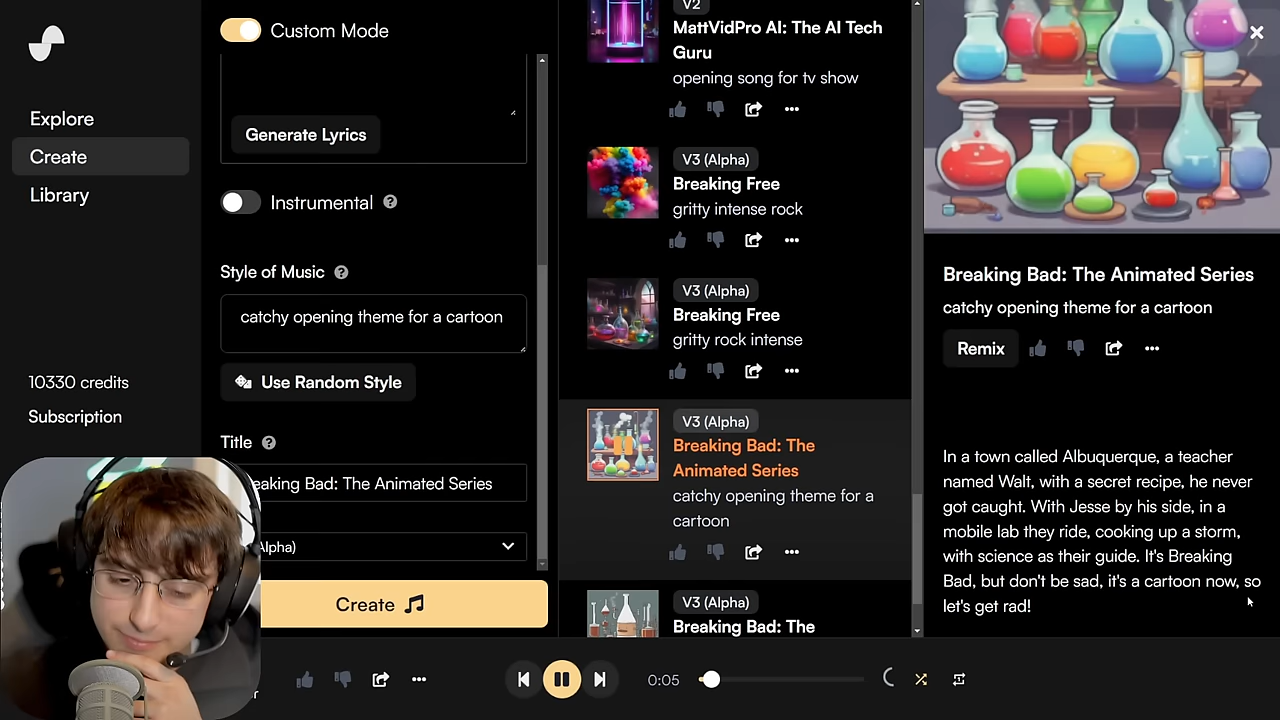 Explore
Create
Library
10330 credits
Subscription
Custom Mode
Generate Lyrics
Instrumental ?
Style of Music ?
catchy opening theme for a cartoon
Use Random Style
Title ?
eaking Bad: The Animated Series
Alpha)
Create
V2
MattVidPro AI: The AI Tech
Guru
opening song for tv show
V3 (Alpha)
Breaking Free
gritty intense rock
V3 (Alpha)
Breaking Free
gritty rock intense
V3 (Alpha)
Breaking Bad: The
Animated Series
catchy opening theme for a
cartoon
V3 (Alpha)
Breaking Bad: The
Breaking Bad: The Animated Series
catchy opening theme for a cartoon
Remix
In a town called Albuquerque, a teacher
named Walt, with a secret recipe, he never
got caught. With Jesse by his side, in a
mobile lab they ride, cooking up a storm,
with science as their guide. It's Breaking
Bad, but don't be sad, it's a cartoon now, so
let's get rad!
0:05